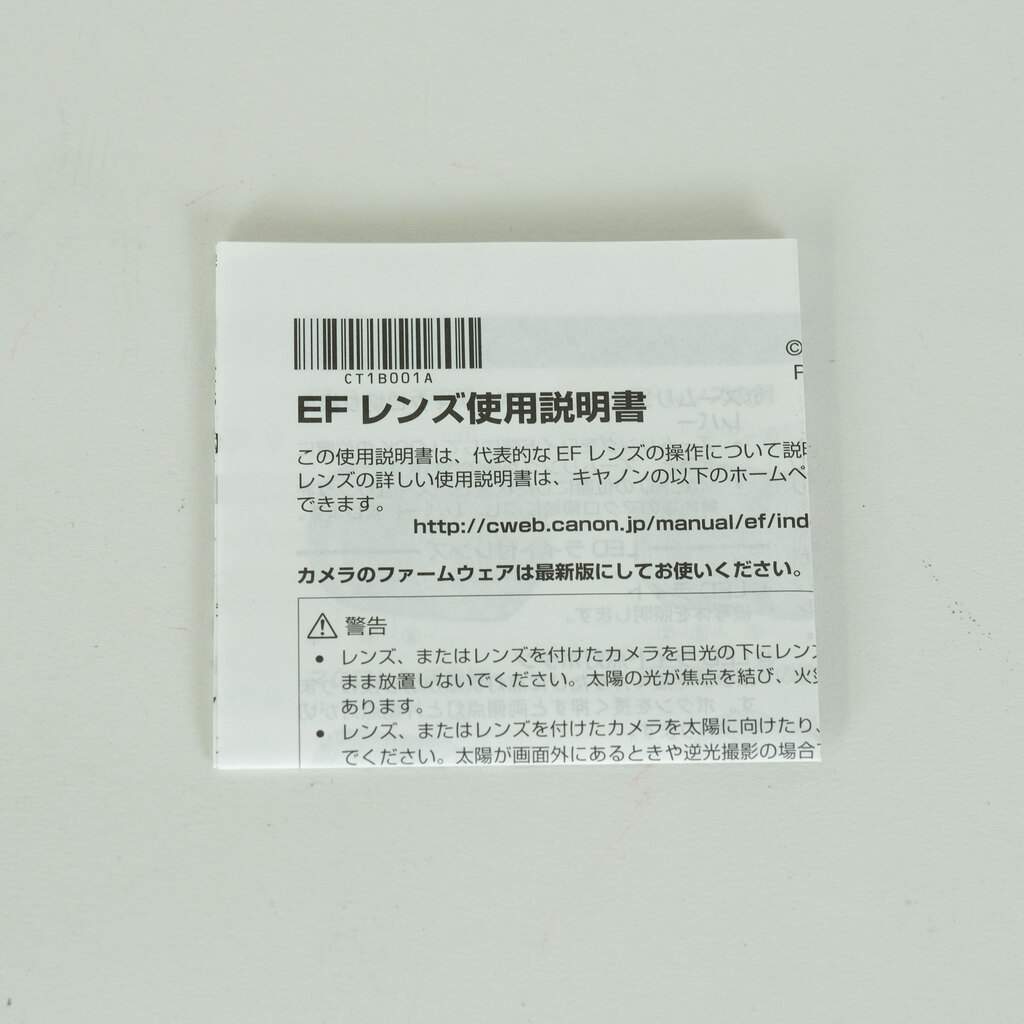 ©
CT1B001A
EF レンズ使用説明書
この使用説明書は、代表的な EF レンズの操作について説
レンズの詳しい使用説明書は、キヤノンの以下のホームペ
できます。
http://cweb.canon.jp/manual/ef/ind
カメラのファームウェアは最新版にしてお使いください。
警告
● レンズ、またはレンズを付けたカメラを日光の下にレン
まま放置しないでください。太陽の光が焦点を結び、火
あります。
● レンズ、またはレンズを付けたカメラを太陽に向けたり、
でください。太陽が画面外にあるときや逆光撮影の場合